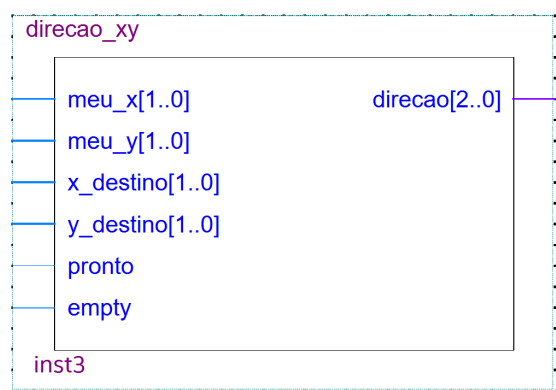 direcao_xy
meu_x[1..0] direcao[2..0]
meu_y[1..0]
x_destino[1..0]
y_destino[1..0]
pronto
empty
inst3